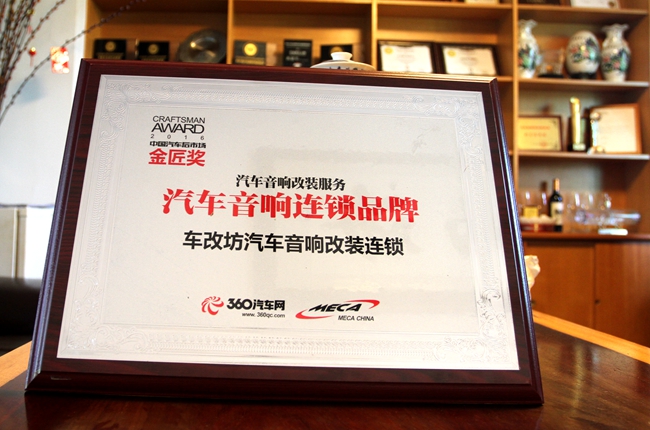 CRAFTSMAN
AWARD
2016
中国汽车后市场
金匠奖
汽车音响改装服务
汽车音响连锁品牌
车改坊汽车音响改装连锁
360汽车网
www.360qc.com
MECA
MECA CHINA